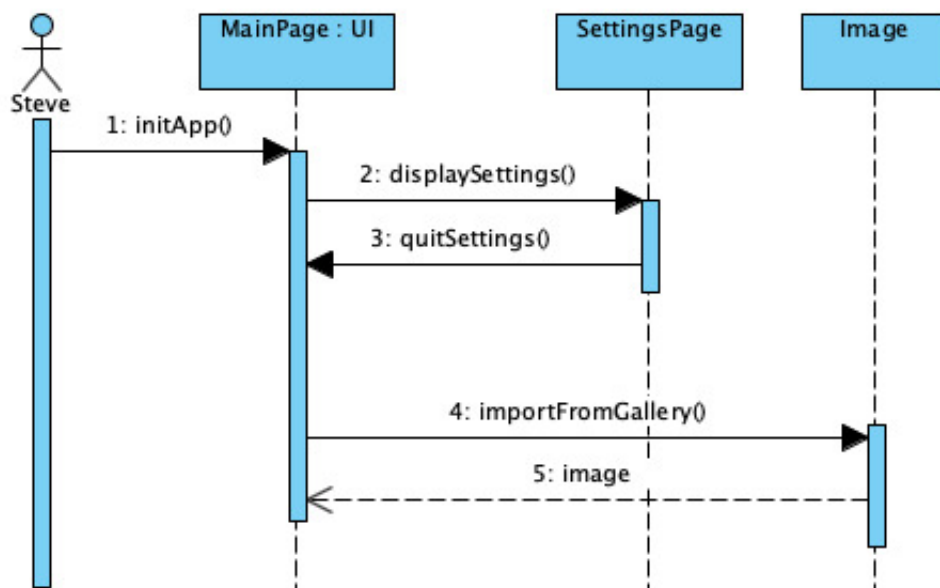 MainPage : UI
SettingsPage
Image
Steve
1: initApp()
2: displaySettings()
3: quitSettings()
4: importFromGallery()
5: image